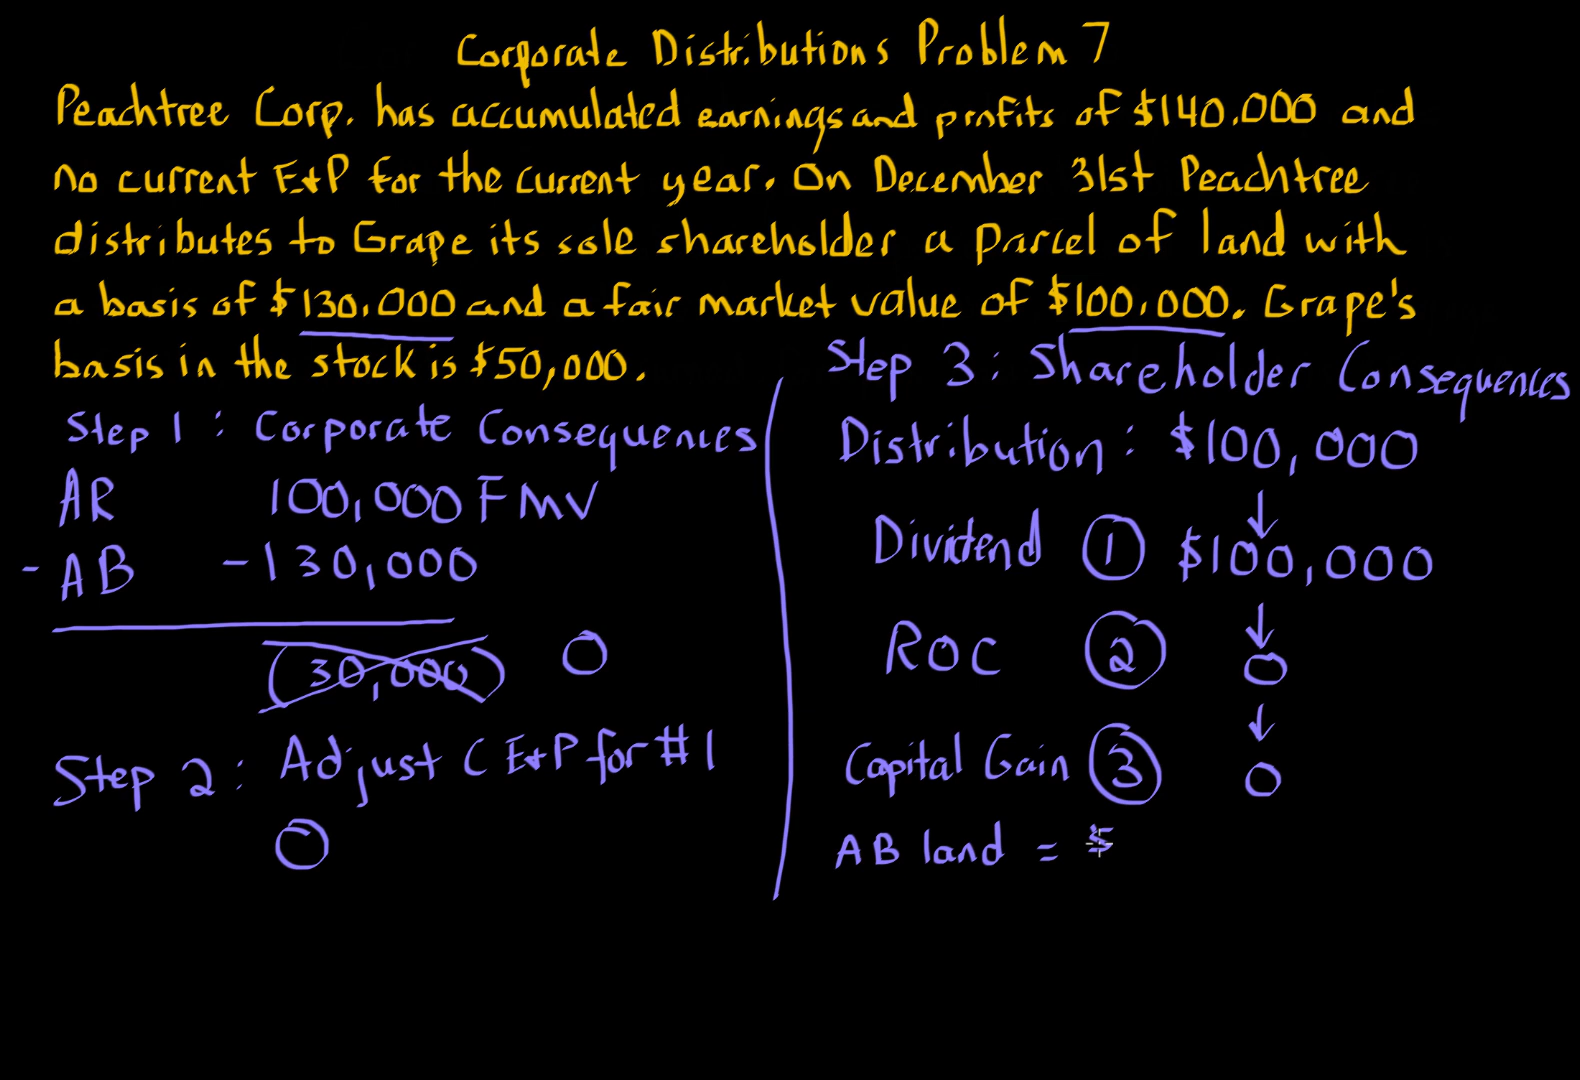 Corporate Distributions Problem 7
Peachtree Corp. has accumulated earnings and profits of $140,000 and
no current E+P for the current year. On December 31st Peachtree
distributes to Grape its sole shareholder a parcel of land with
a basis of $130,000 and a fair market value of $100,000. Grape's
basis in the stock is $50,000.
Step 1: Corporate Consequences
AR 100,000 FMV
- AB -130,000
(30,000) 0
Step 2: Adjust C E+P for #1
0
Step 3: Shareholder Consequences
Distribution: $100,000
↓
Dividend ① $100,000
↓
ROC ② 0
↓
Capital Gain ③ 0
AB land = $